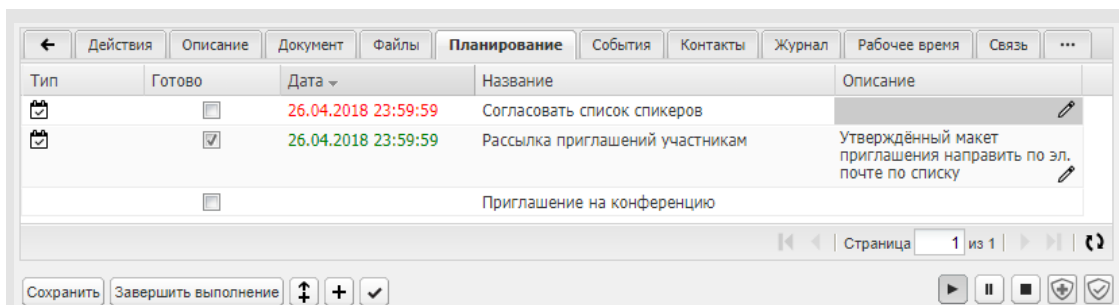 Действия Описание Документ Файлы Планирование События Контакты Журнал Рабочее время Связь ...
Тип Готово Дата Название Описание
26.04.2018 23:59:59 Согласовать список спикеров
26.04.2018 23:59:59 Рассылка приглашений участникам Утверждённый макет
приглашения направить по эл.
почте по списку
Приглашение на конференцию
Страница 1 из 1
Сохранить Завершить выполнение